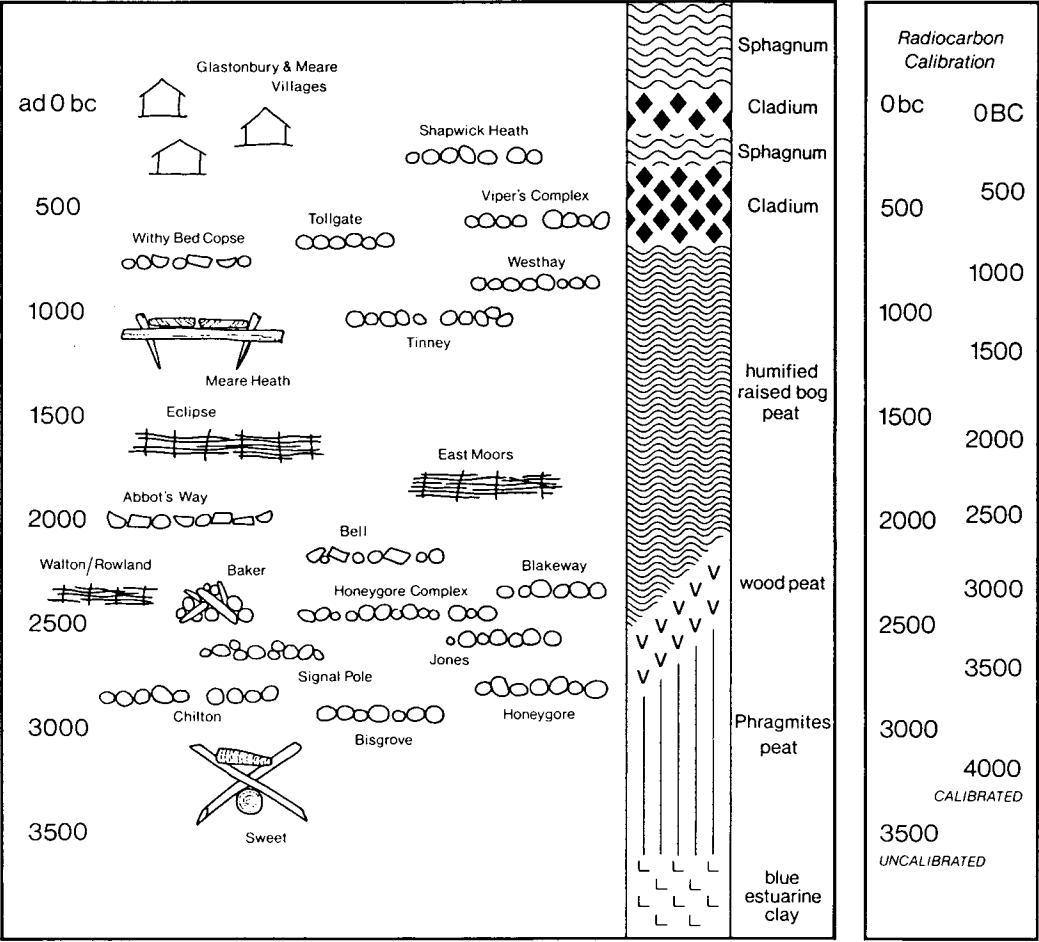 Glastonbury & Meare
Villages
ad 0 bc
Shapwick Heath
500
Viper's Complex
Tollgate
Withy Bed Copse
Westhay
1000
Tinney
Meare Heath
1500
Eclipse
East Moors
Abbot's Way
2000
Bell
Walton/Rowland
Baker
Blakeway
Honeygore Complex
2500
Jones
Signal Pole
Chilton
Honeygore
3000
Bisgrove
3500
Sweet
Sphagnum
Cladium
Sphagnum
Cladium
humified
raised bog
peat
wood peat
Phragmites
peat
blue
estuarine
clay
Radiocarbon
Calibration
0 bc
0 BC
500
500
1000
1000
1500
1500
2000
2000
2500
2500
3000
3000
3500
4000
CALIBRATED
3500
UNCALIBRATED